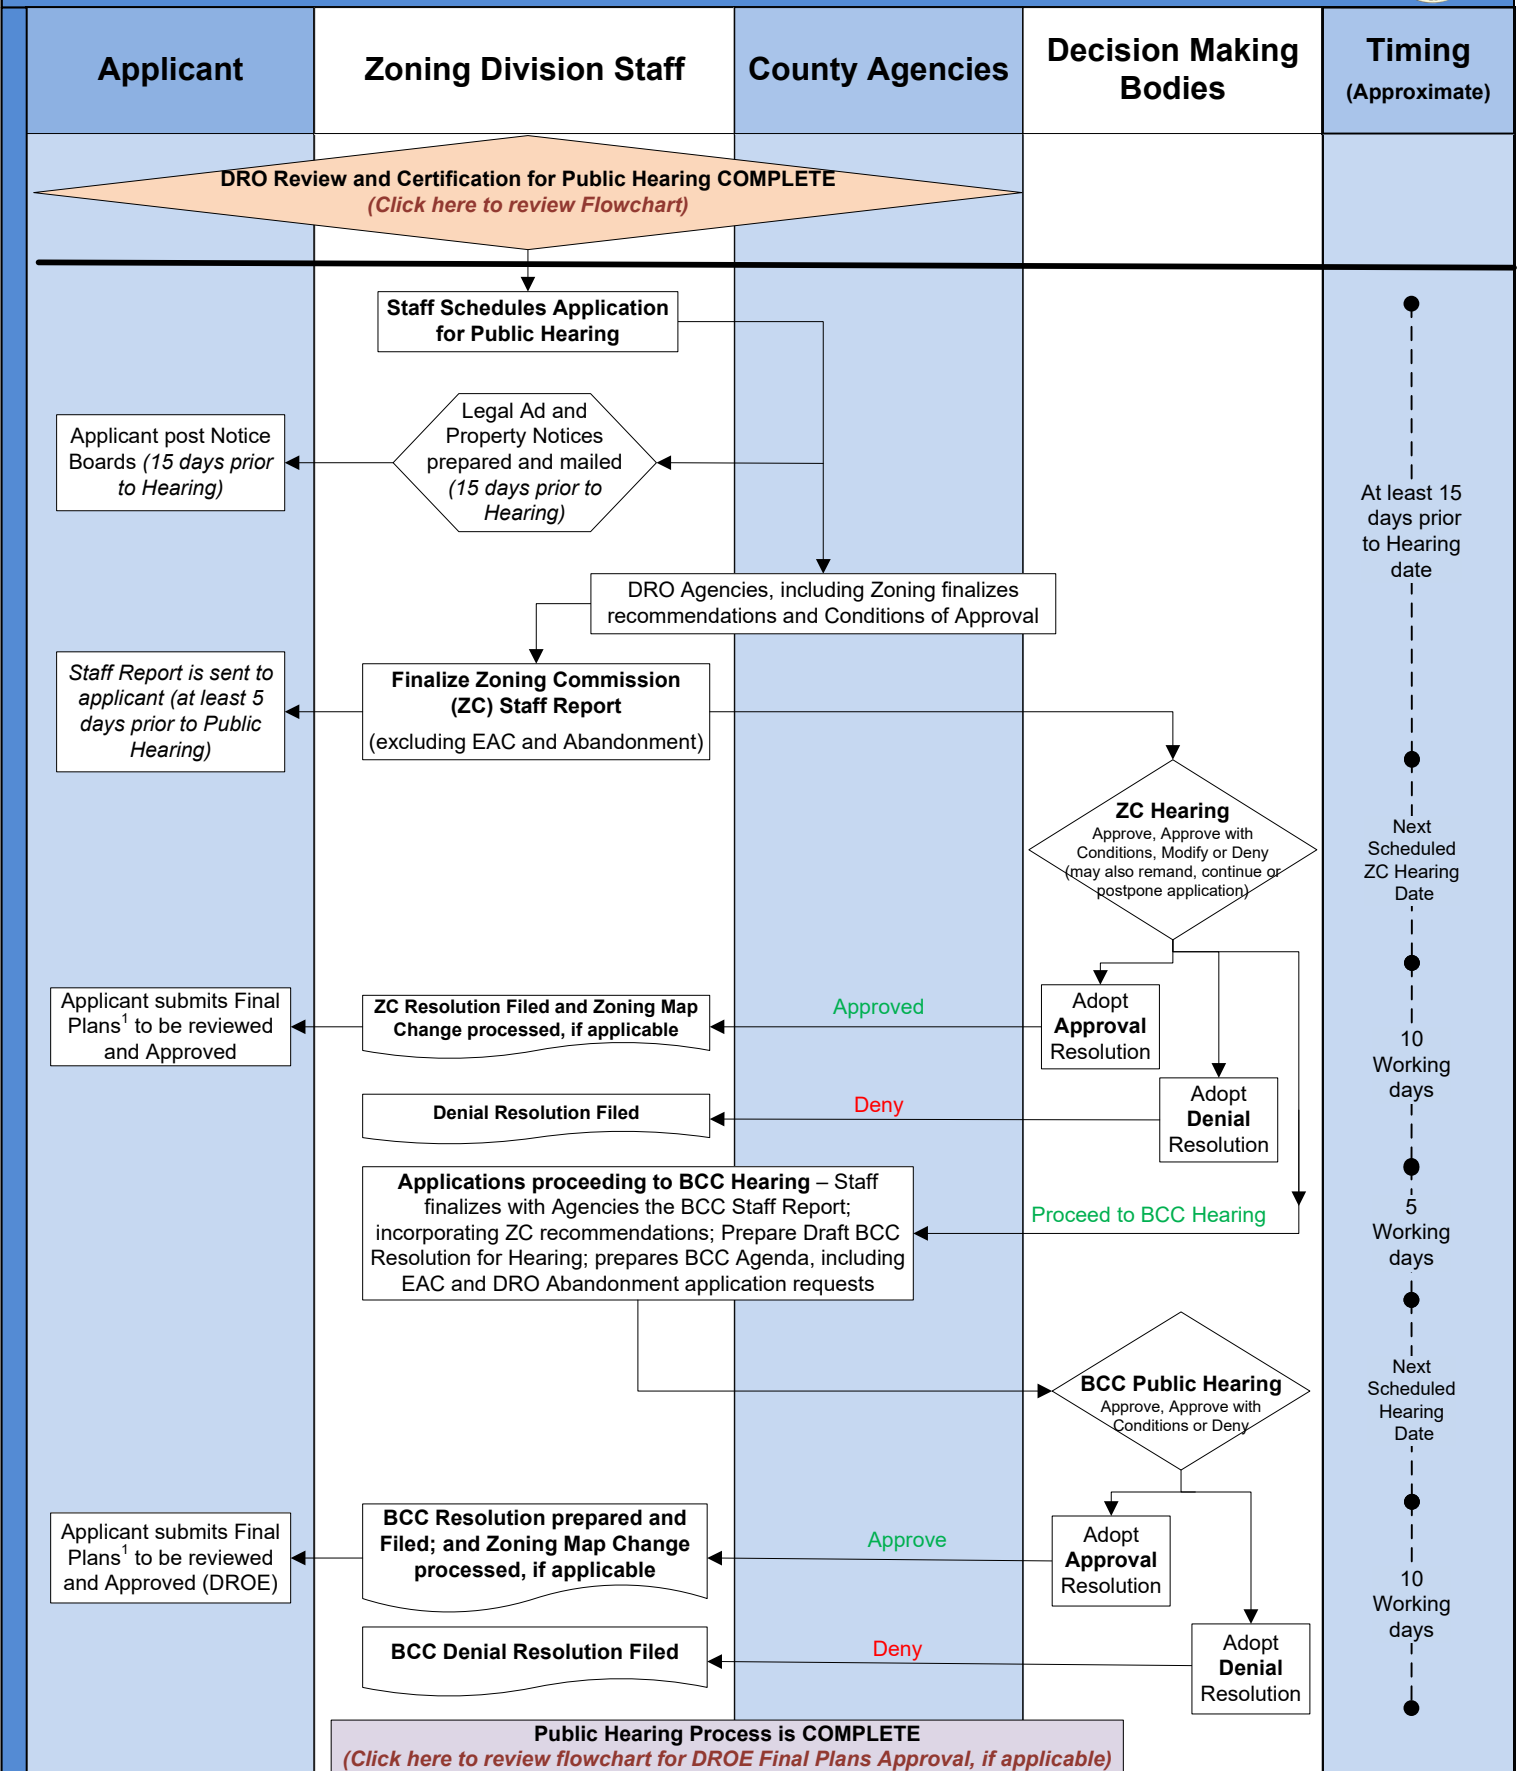 Applicant
Zoning Division Staff
County Agencies
Decision Making
Bodies
Timing
(Approximate)
DRO Review and Certification for Public Hearing COMPLETE
(Click here to review Flowchart)
Staff Schedules Application
for Public Hearing
Legal Ad and
Property Notices
prepared and mailed
(15 days prior to
Hearing)
Applicant post Notice
Boards (15 days prior
to Hearing)
At least 15
days prior
to Hearing
date
DRO Agencies, including Zoning finalizes
recommendations and Conditions of Approval
Finalize Zoning Commission
(ZC) Staff Report
(excluding EAC and Abandonment)
Staff Report is sent to
applicant (at least 5
days prior to Public
Hearing)
ZC Hearing
Approve, Approve with
Conditions, Modify or Deny
(may also remand, continue or
postpone application)
Next
Scheduled
ZC Hearing
Date
Adopt
Approval
Resolution
Approved
ZC Resolution Filed and Zoning Map
Change processed, if applicable
Applicant submits Final
Plans1 to be reviewed
and Approved
10
Working
days
Adopt
Denial
Resolution
Deny
Denial Resolution Filed
Applications proceeding to BCC Hearing – Staff
finalizes with Agencies the BCC Staff Report;
incorporating ZC recommendations; Prepare Draft BCC
Resolution for Hearing; prepares BCC Agenda, including
EAC and DRO Abandonment application requests
Proceed to BCC Hearing
5
Working
days
BCC Public Hearing
Approve, Approve with
Conditions or Deny
Next
Scheduled
Hearing
Date
Adopt
Approval
Resolution
Approve
BCC Resolution prepared and
Filed; and Zoning Map Change
processed, if applicable
Applicant submits Final
Plans1 to be reviewed
and Approved (DROE)
10
Working
days
Adopt
Denial
Resolution
Deny
BCC Denial Resolution Filed
Public Hearing Process is COMPLETE
(Click here to review flowchart for DROE Final Plans Approval, if applicable)